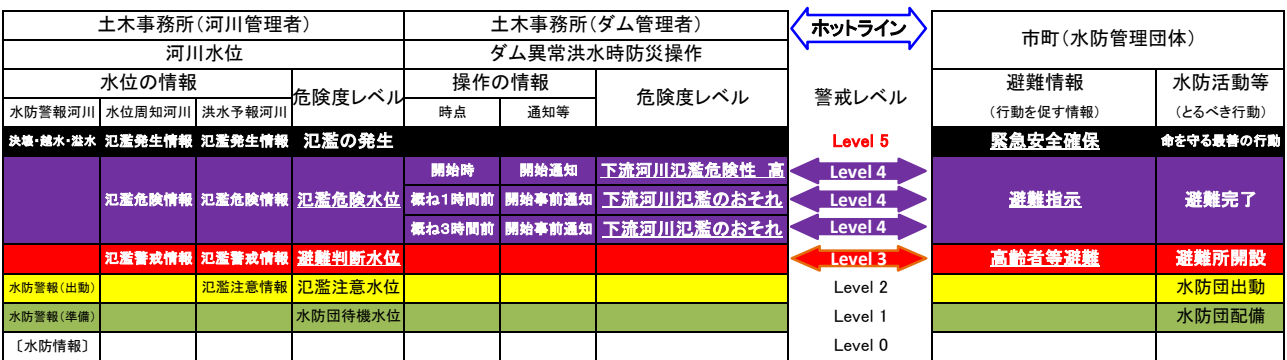 土木事務所(河川管理者) 土木事務所(ダム管理者) ホットライン 市町(水防管理団体)
河川水位 ダム異常洪水時防災操作
水位の情報 危険度レベル 操作の情報 危険度レベル 警戒レベル 避難情報 水防活動等
水防警報河川 水位周知河川 洪水予報河川 時点 通知等 (行動を促す情報) (とるべき行動)
決壊・越水・溢水 氾濫発生情報 氾濫発生情報 氾濫の発生 Level 5 緊急安全確保 命を守る最善の行動
開始時 開始通知 下流河川氾濫危険性 高 Level 4
氾濫危険情報 氾濫危険情報 氾濫危険水位 概ね1時間前 開始事前通知 下流河川氾濫のおそれ Level 4 避難指示 避難完了
概ね3時間前 開始事前通知 下流河川氾濫のおそれ Level 4
氾濫警戒情報 氾濫警戒情報 避難判断水位 Level 3 高齢者等避難 避難所開設
水防警報(出動) 氾濫注意情報 氾濫注意水位 Level 2 水防団出動
水防警報(準備) 水防団待機水位 Level 1 水防団配備
〔水防情報〕 Level 0